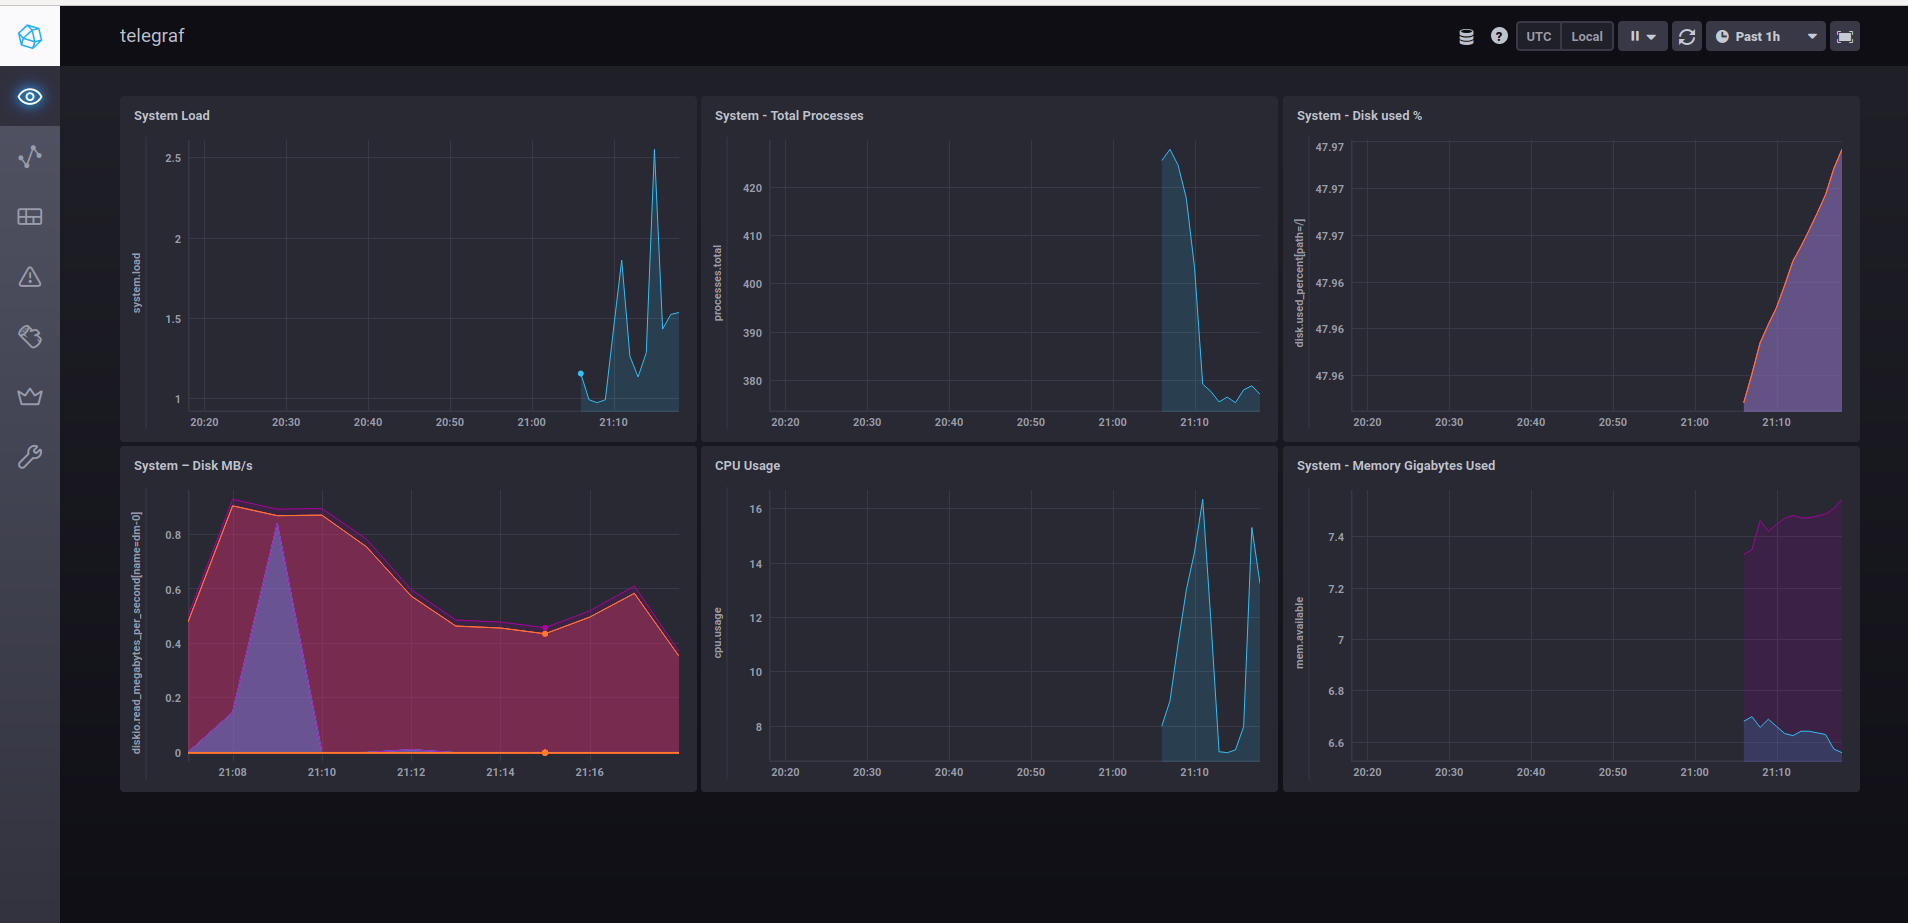 telegraf
UTC Local Past 1h
System Load
system.load
2.5
2
1.5
1
20:20 20:30 20:40 20:50 21:00 21:10
System - Total Processes
processes.total
420
410
400
390
380
20:20 20:30 20:40 20:50 21:00 21:10
System - Disk used %
disk.used_percent[path=/]
47.97
47.97
47.97
47.96
47.96
47.96
20:20 20:30 20:40 20:50 21:00 21:10
System – Disk MB/s
diskio.read_megabytes_per_second[name=dm-0]
0.8
0.6
0.4
0.2
0
21:08 21:10 21:12 21:14 21:16
CPU Usage
cpu.usage
16
14
12
10
8
20:20 20:30 20:40 20:50 21:00 21:10
System - Memory Gigabytes Used
mem.available
7.4
7.2
7
6.8
6.6
20:20 20:30 20:40 20:50 21:00 21:10